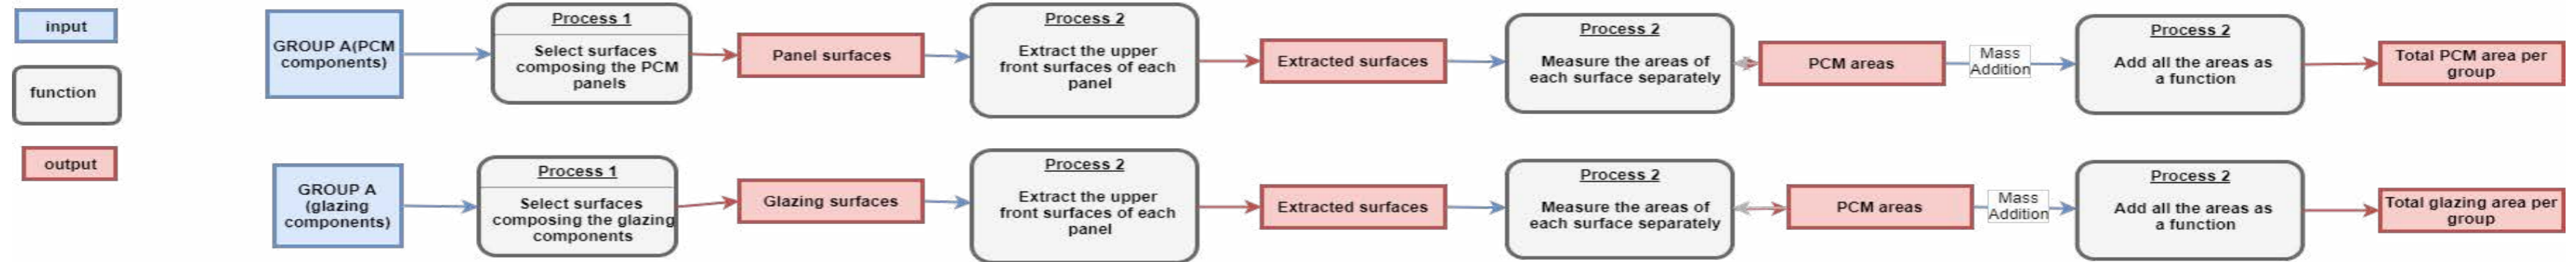 input
function
output
GROUP A(PCM
components)
Process 1
Select surfaces
composing the PCM
panels
Panel surfaces
Process 2
Extract the upper
front surfaces of each
panel
Extracted surfaces
Process 2
Measure the areas of
each surface separately
PCM areas
Mass
Addition
Process 2
Add all the areas as
a function
Total PCM area per
group
GROUP A
(glazing
components)
Process 1
Select surfaces
composing the glazing
components
Glazing surfaces
Process 2
Extract the upper
front surfaces of each
panel
Extracted surfaces
Process 2
Measure the areas of
each surface separately
PCM areas
Mass
Addition
Process 2
Add all the areas as
a function
Total glazing area per
group